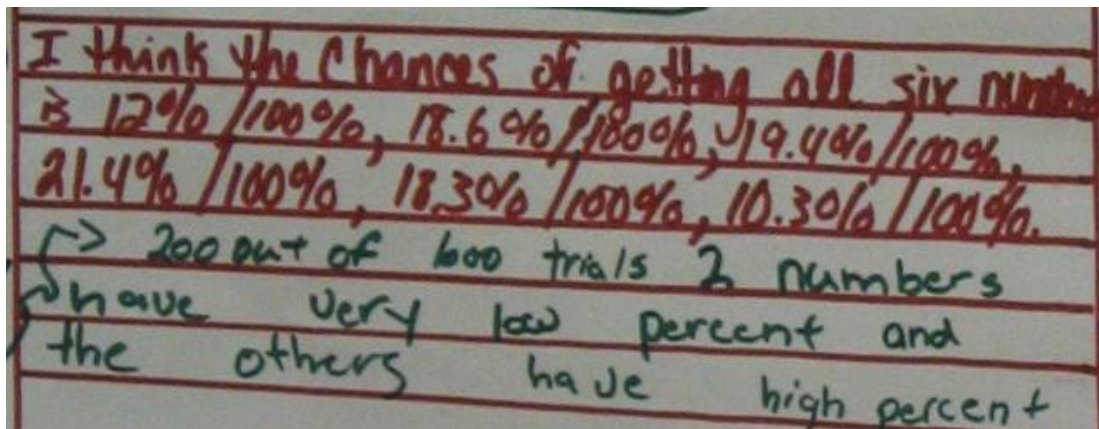 I think the Chances of getting all six number
is 12%/100%, 18.6%/100%, 19.4%/100%,
21.4%/100%, 18.3%/100%, 10.3%/100%.
200 out of 1000 trials 2 numbers
have very low percent and
the others have high percent